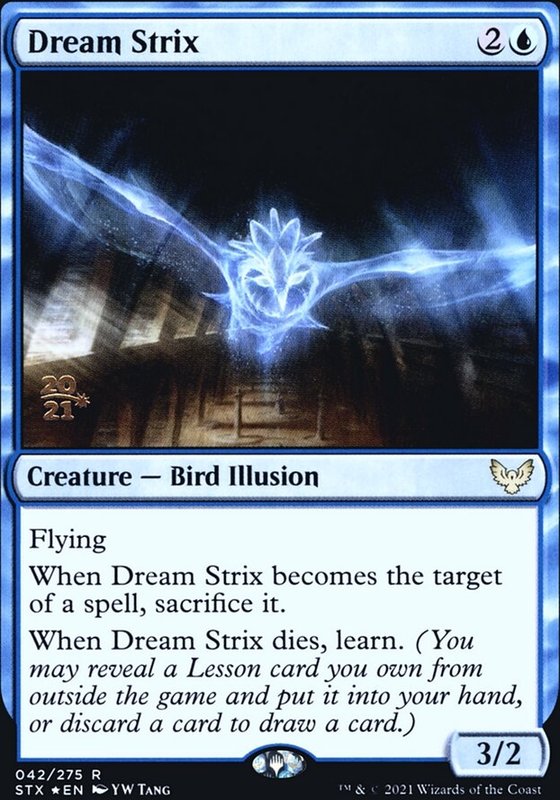 Dream Strix 2
20
21
Creature — Bird Illusion
Flying
When Dream Strix becomes the target
of a spell, sacrifice it.
When Dream Strix dies, learn. (You
may reveal a Lesson card you own from
outside the game and put it into your hand,
or discard a card to draw a card.)
3/2
042/275 R
STX ★ EN YW Tang
™ & © 2021 Wizards of the Coast